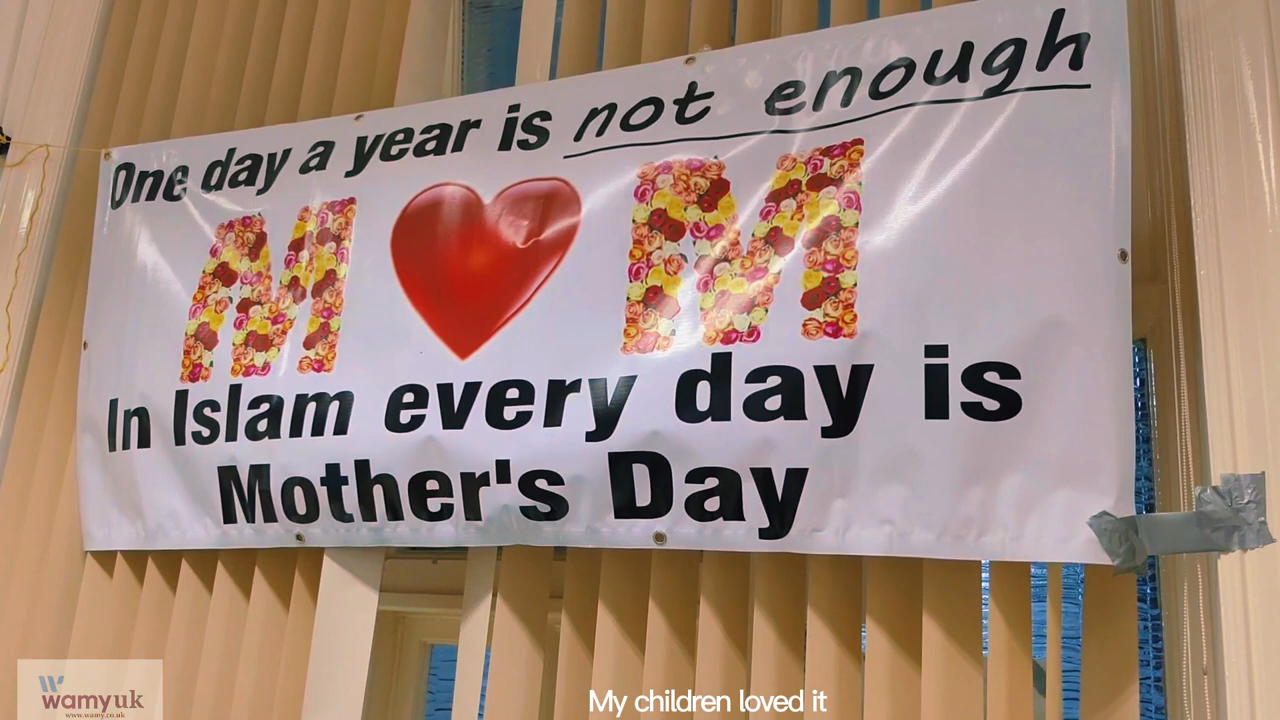 One day a year is not enough
M M
In Islam every day is
Mother's Day
wamyuk
www.wamy.co.uk
My children loved it